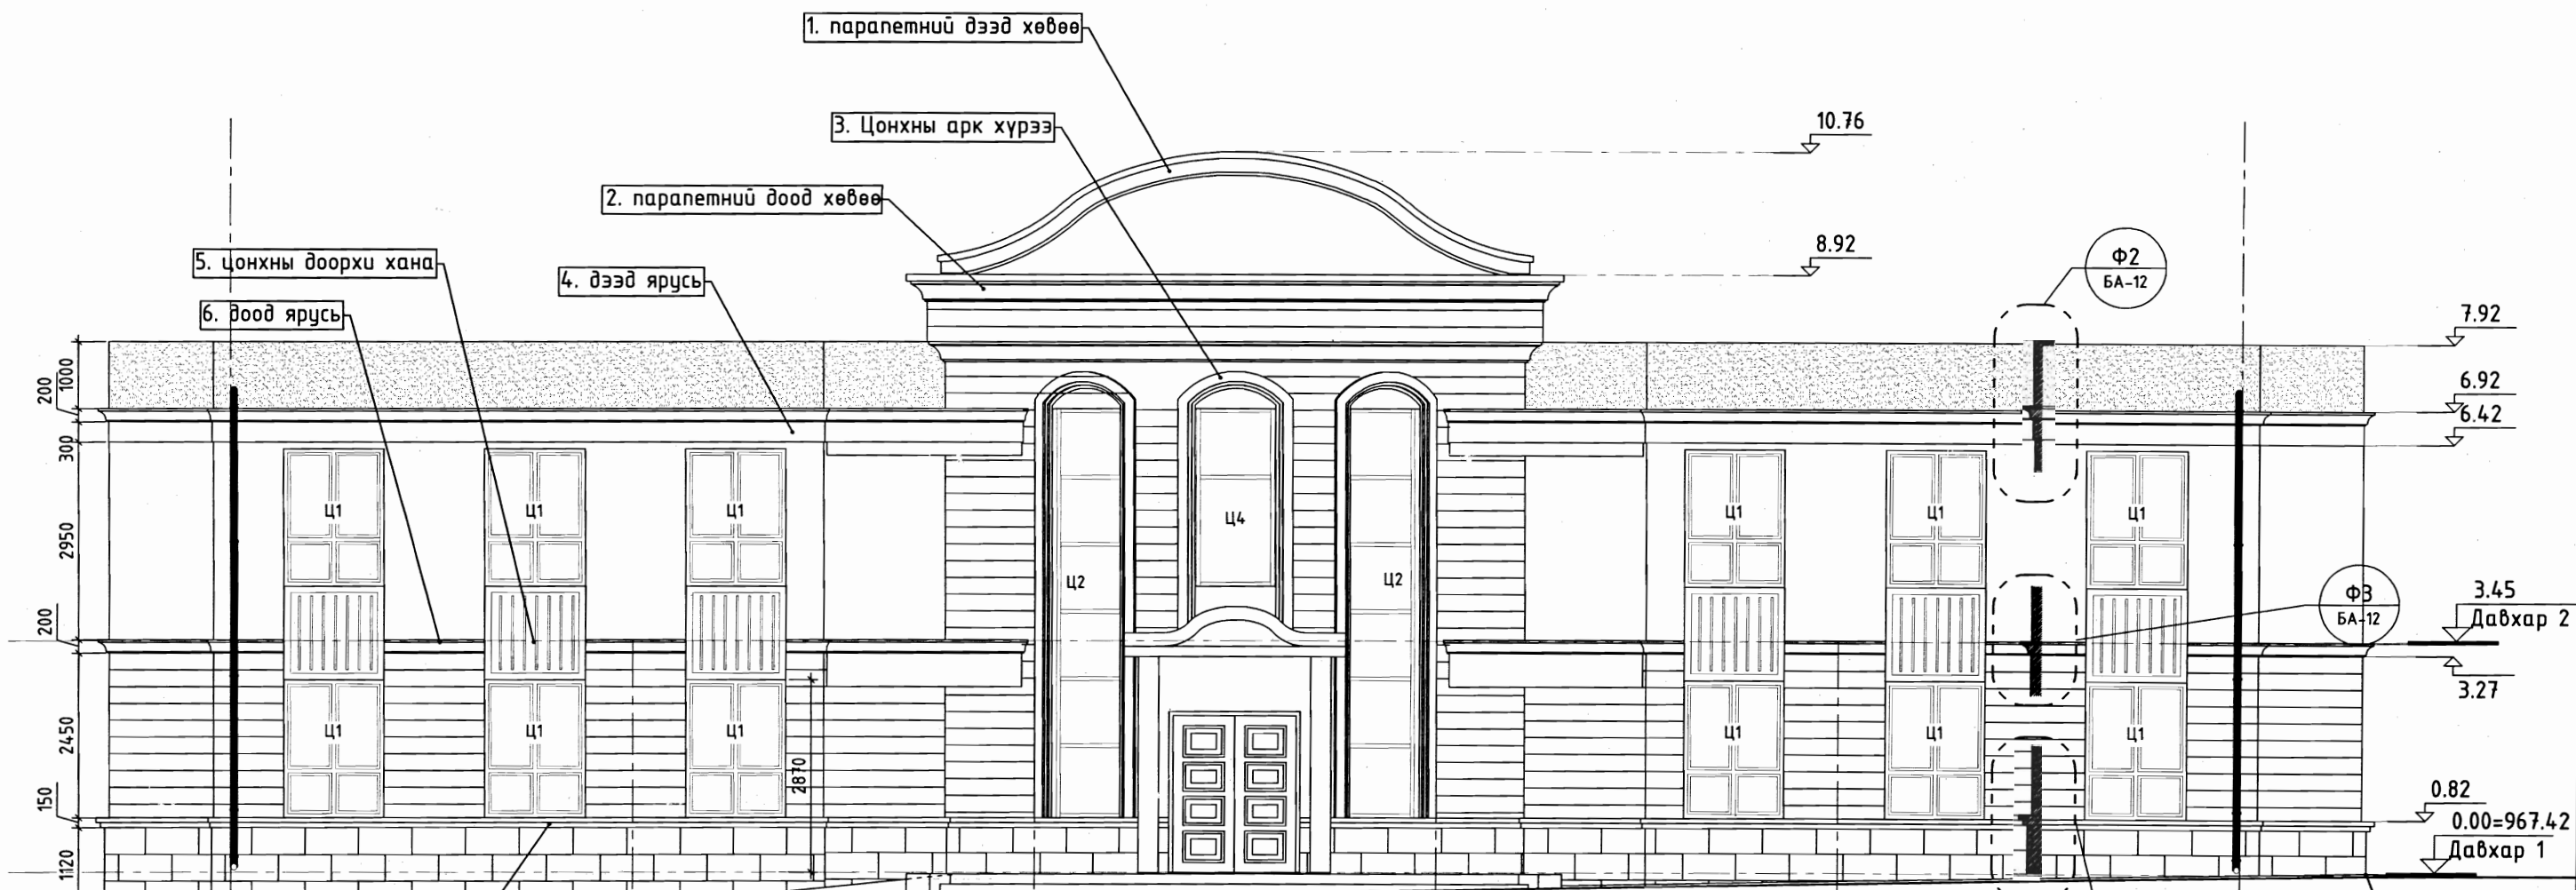 1. парапетний дээд хөвөө
3. Цонхны арк хүрээ
10.76
2. парапетний доод хөвөө
8.92
Ф2
БА-12
5. цонхны доорхи хана
4. дээд ярусь
6. доод ярусь
7.92
1000
200
6.92
6.42
300
Ц1
Ц1
Ц1
Ц4
Ц1
Ц1
Ц1
2950
Ц2
Ц2
Ф3
БА-12
3.45
Давхар 2
200
3.27
Ц1
Ц1
Ц1
Ц1
Ц1
Ц1
2450
2870
150
0.82
0.00=967.42
Давхар 1
1120